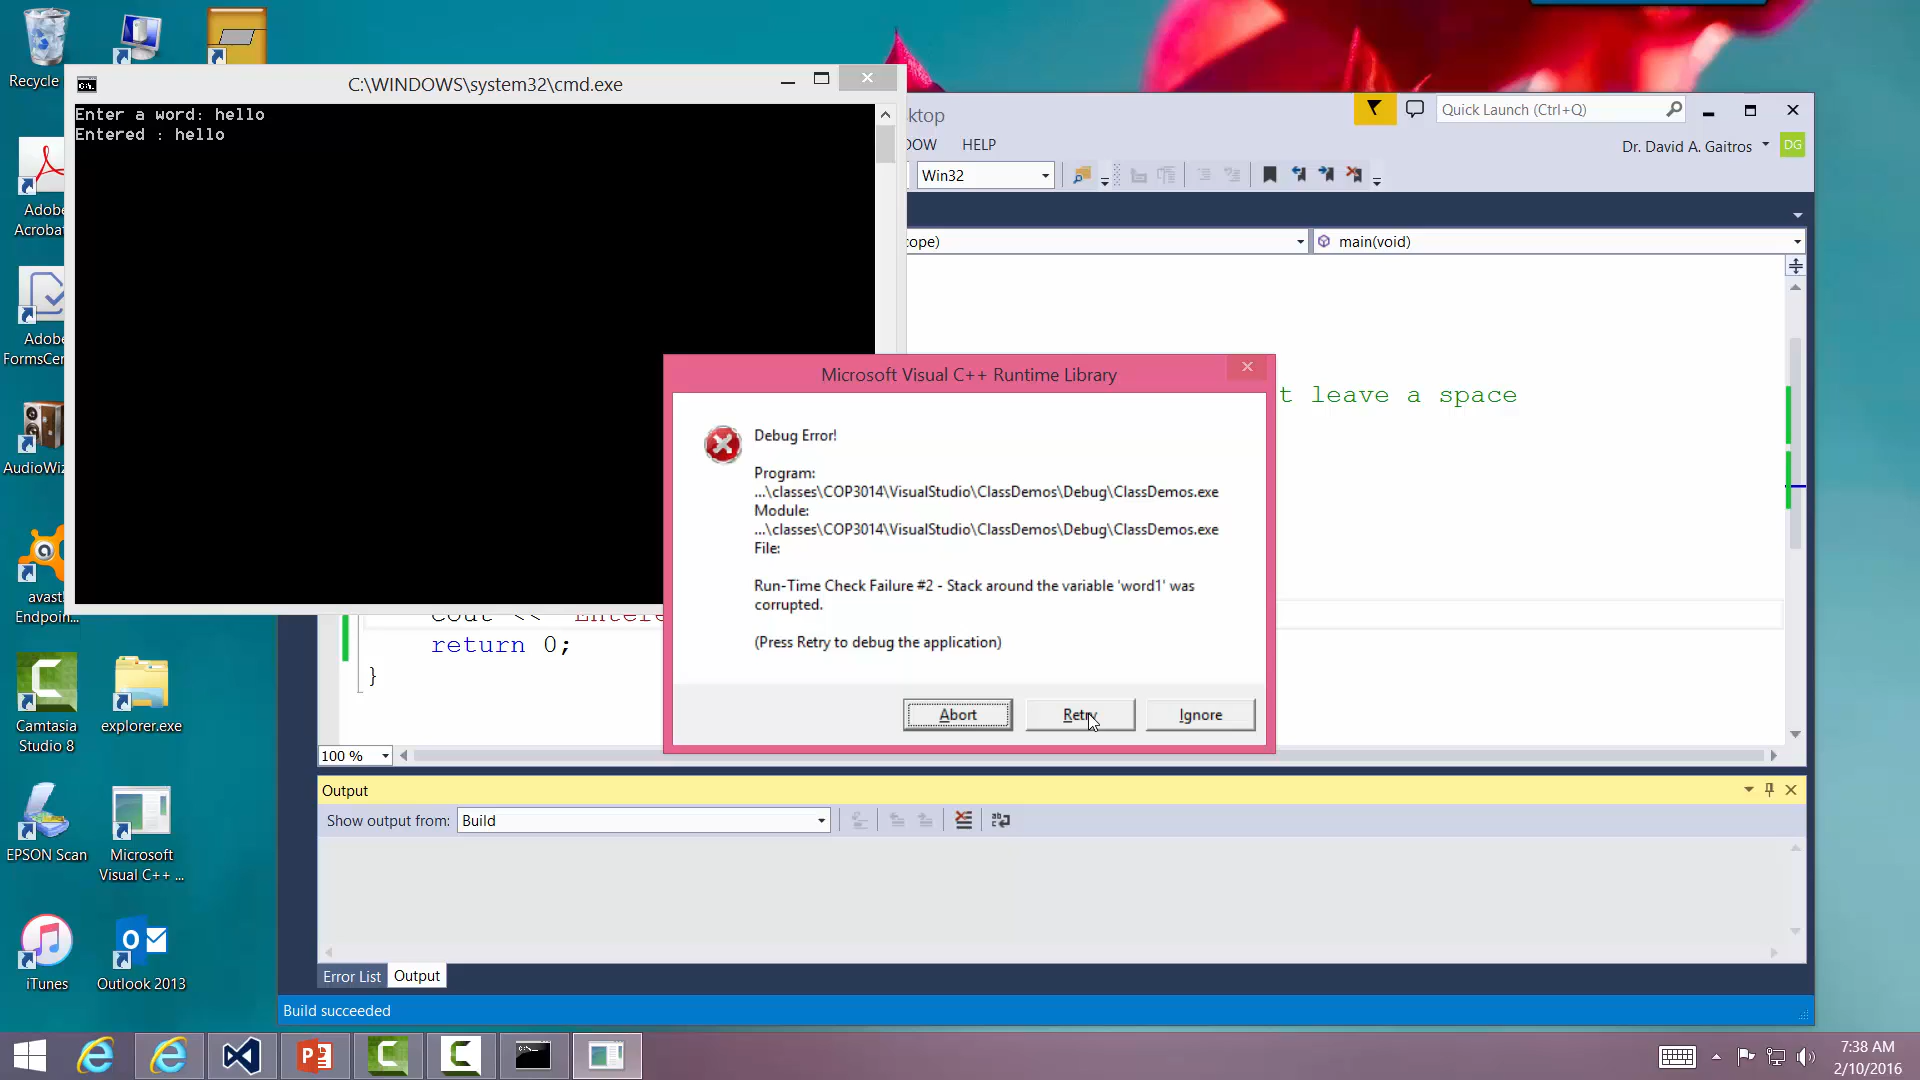 Recycle
C:\WINDOWS\system32\cmd.exe
Enter a word: hello
Entered : hello
ktop
Quick Launch (Ctrl+Q)
OOW
HELP
Dr. David A. Gaitros
DG
Win32
cope)
main(void)
t leave a space
Adobe
Acrobat
Adobe
FormsCen
AudioWiz
avast!
Endpoin...
Microsoft Visual C++ Runtime Library
Debug Error!
Program:
...\classes\COP3014\VisualStudio\ClassDemos\Debug\ClassDemos.exe
Module:
...\classes\COP3014\VisualStudio\ClassDemos\Debug\ClassDemos.exe
File:
Run-Time Check Failure #2 - Stack around the variable 'word1' was
corrupted.
(Press Retry to debug the application)
Abort
Retry
Ignore
cout << "Entere
return 0;
}
100 %
Camtasia
Studio 8
explorer.exe
Output
Show output from:
Build
EPSON Scan
Microsoft
Visual C++ ...
iTunes
Outlook 2013
Error List
Output
Build succeeded
7:38 AM
2/10/2016